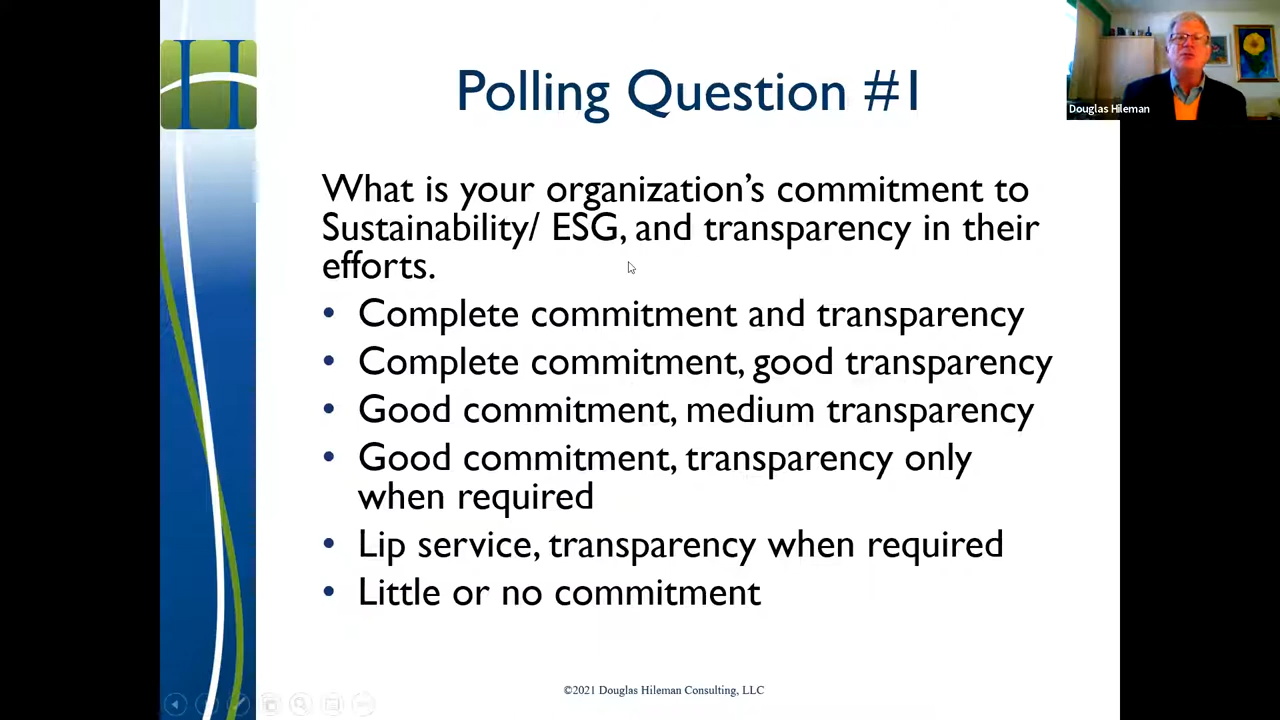 Polling Question #1
Douglas Hileman
What is your organization’s commitment to
Sustainability/ ESG, and transparency in their
efforts.
• Complete commitment and transparency
• Complete commitment, good transparency
• Good commitment, medium transparency
• Good commitment, transparency only
when required
• Lip service, transparency when required
• Little or no commitment
©2021 Douglas Hileman Consulting, LLC